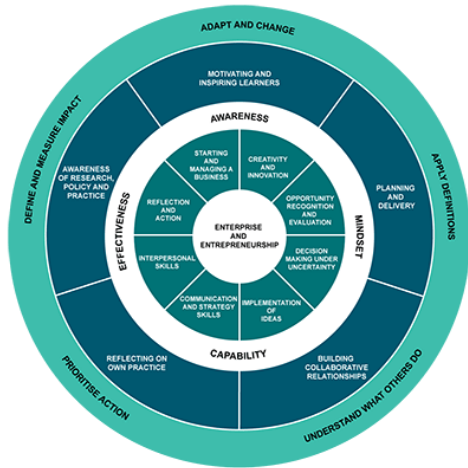 ADAPT AND CHANGE
MOTIVATING AND
INSPIRING LEARNERS
AWARENESS
STARTING
AND
MANAGING A
BUSINESS
CREATIVITY
AND
INNOVATION
DEFINE AND MEASURE IMPACT
AWARENESS
OF RESEARCH,
POLICY AND
PRACTICE
EFFECTIVENESS
REFLECTION
AND
ACTION
OPPORTUNITY
RECOGNITION
AND
EVALUATION
MINDSET
PLANNING
AND
DELIVERY
APPLY DEFINITIONS
ENTERPRISE
AND
ENTREPRENEURSHIP
INTERPERSONAL
SKILLS
DECISION
MAKING UNDER
UNCERTAINTY
COMMUNICATION
AND STRATEGY
SKILLS
IMPLEMENTATION
OF
IDEAS
CAPABILITY
REFLECTING ON
OWN PRACTICE
BUILDING
COLLABORATIVE
RELATIONSHIPS
PRIORITISE ACTION
UNDERSTAND WHAT OTHERS DO